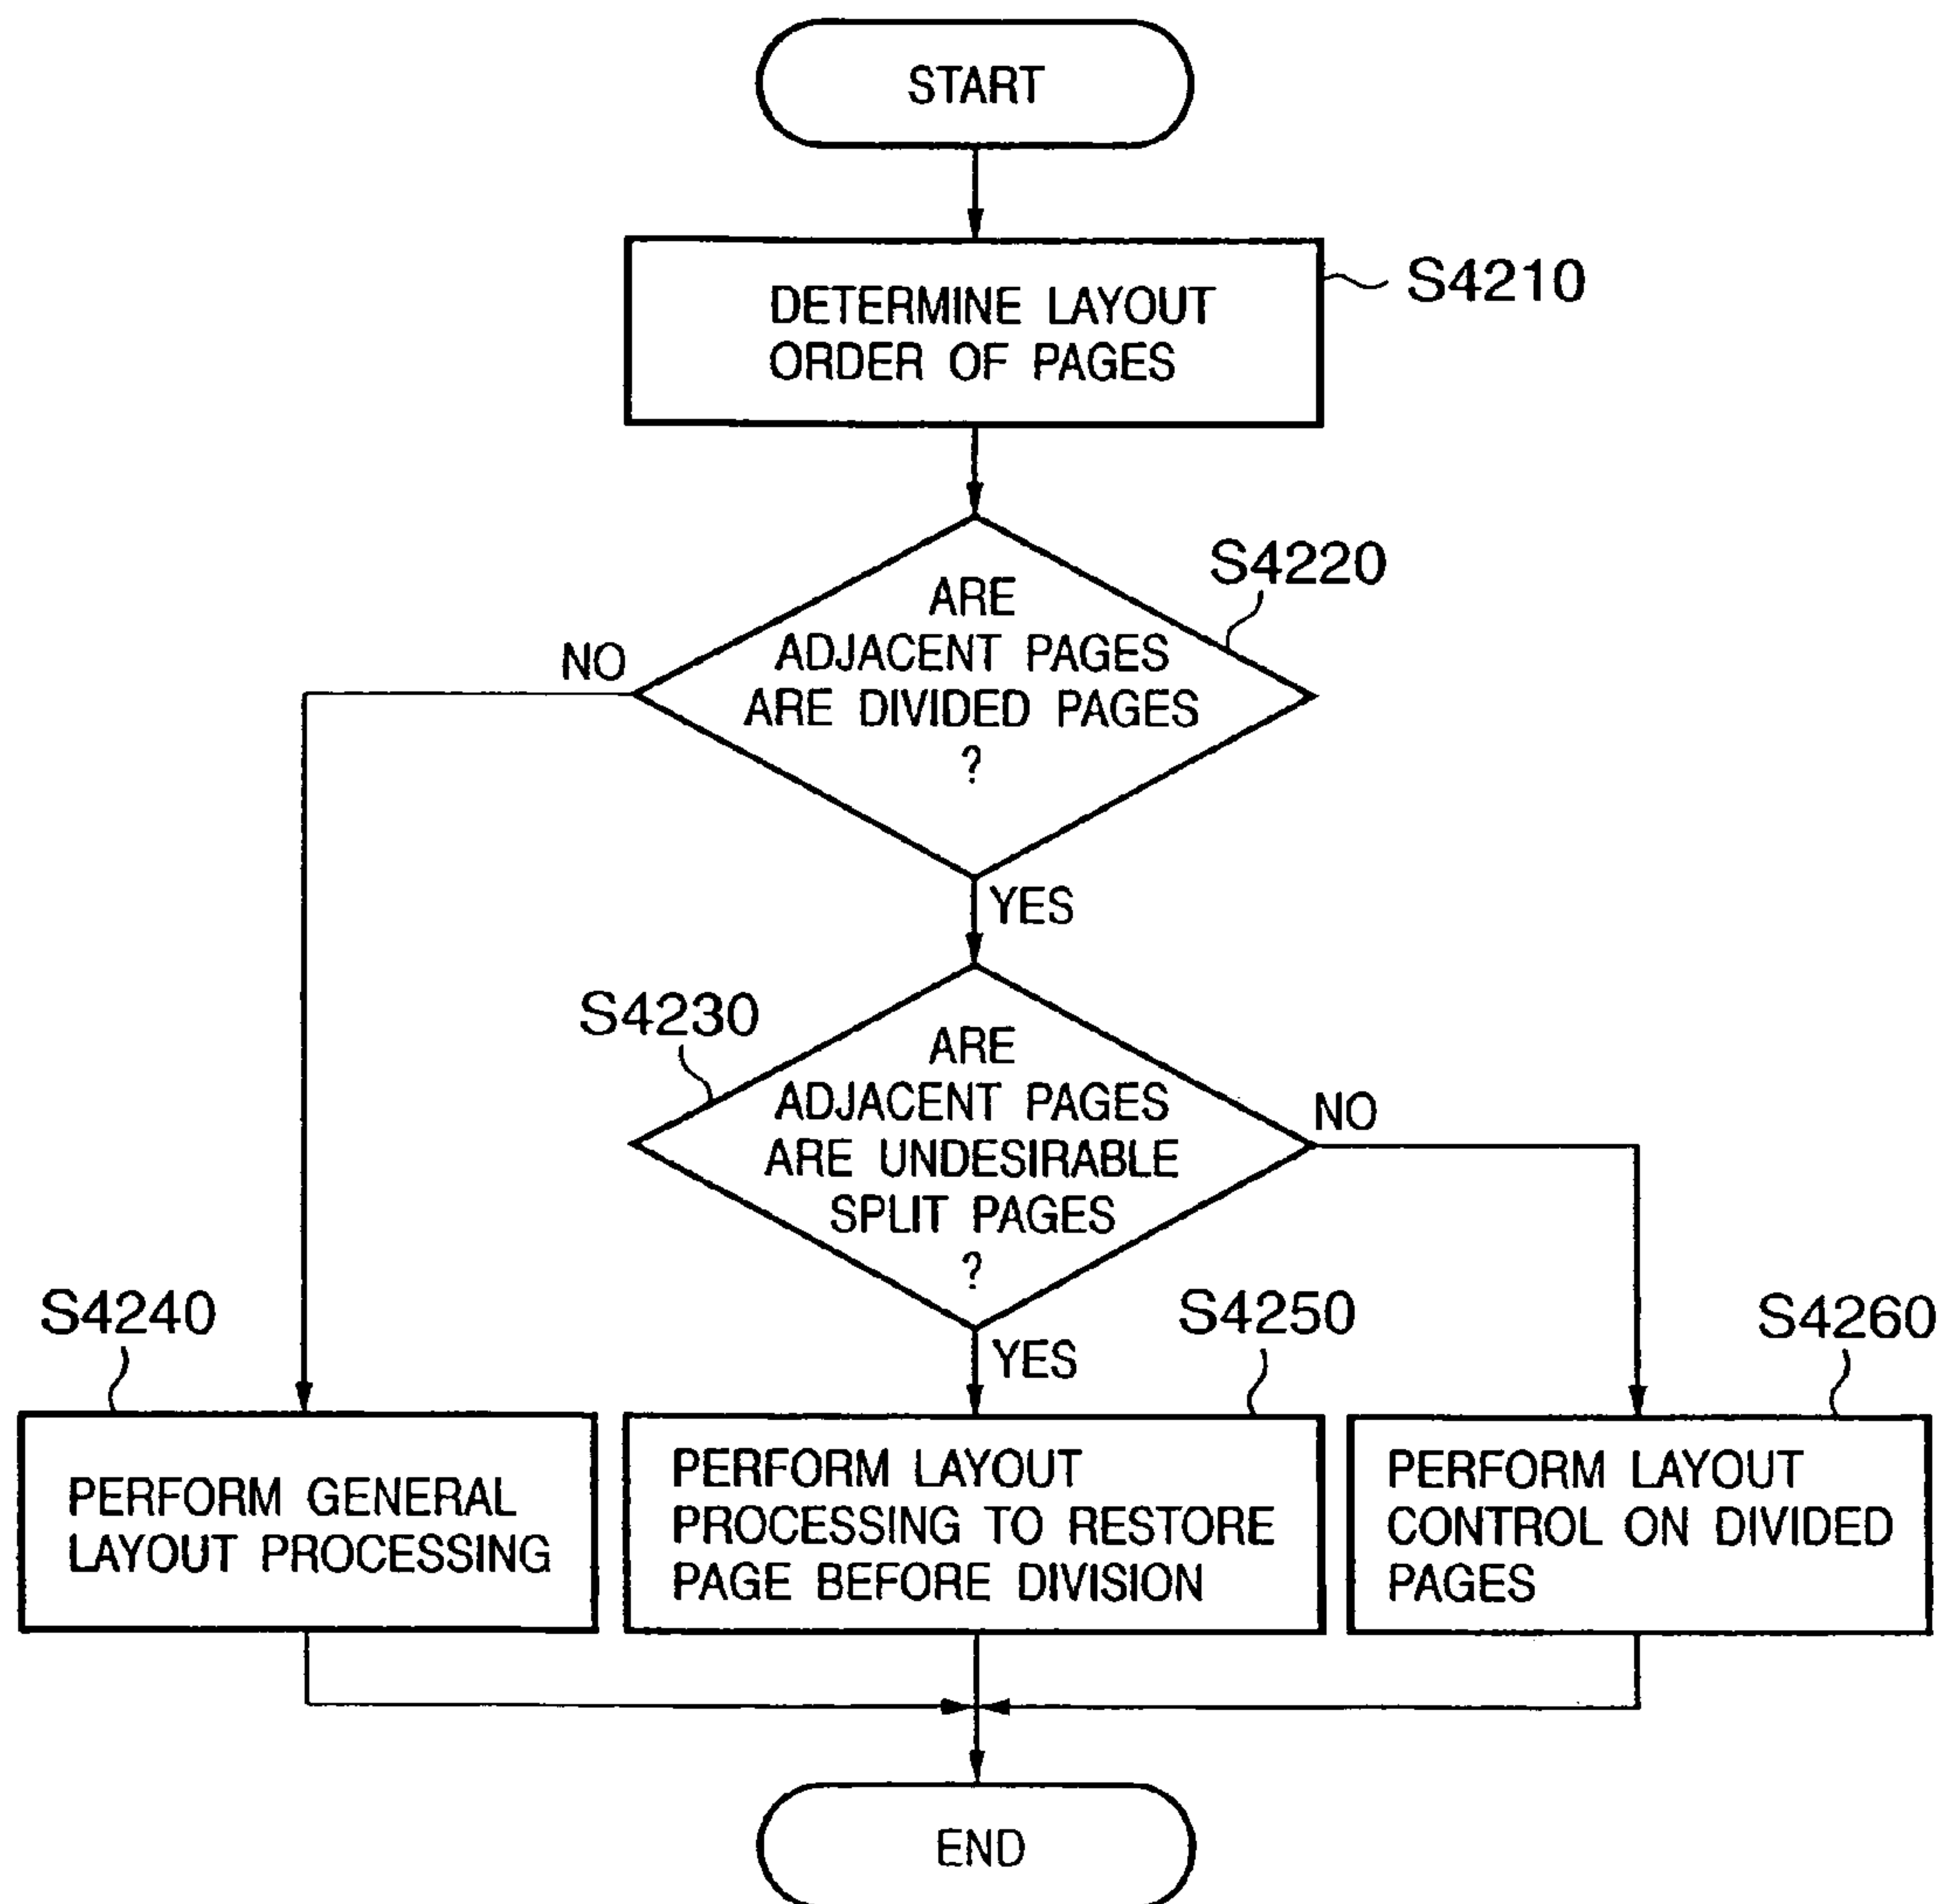 START
DETERMINE LAYOUT
ORDER OF PAGES
S4210
ARE
ADJACENT PAGES
ARE DIVIDED PAGES
?
S4220
NO
YES
S4230
ARE
ADJACENT PAGES
ARE UNDESIRABLE
SPLIT PAGES
?
NO
YES
S4240
PERFORM GENERAL
LAYOUT PROCESSING
S4250
PERFORM LAYOUT
PROCESSING TO RESTORE
PAGE BEFORE DIVISION
S4260
PERFORM LAYOUT
CONTROL ON DIVIDED
PAGES
END